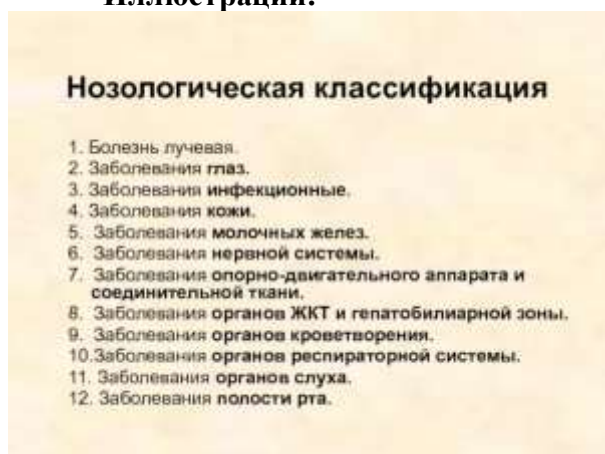 Иллюстрации:
Нозологическая классификация
1. Болезнь лучевая.
2. Заболевания глаз.
3. Заболевания инфекционные.
4. Заболевания кожи.
5. Заболевания молочных желез.
6. Заболевания нервной системы.
7. Заболевания опорно-двигательного аппарата и
соединительной ткани.
8. Заболевания органов ЖКТ и гепатобилиарной зоны.
9. Заболевания органов кроветворения.
10.Заболевания органов респираторной системы.
11. Заболевания органов слуха.
12. Заболевания полости рта.